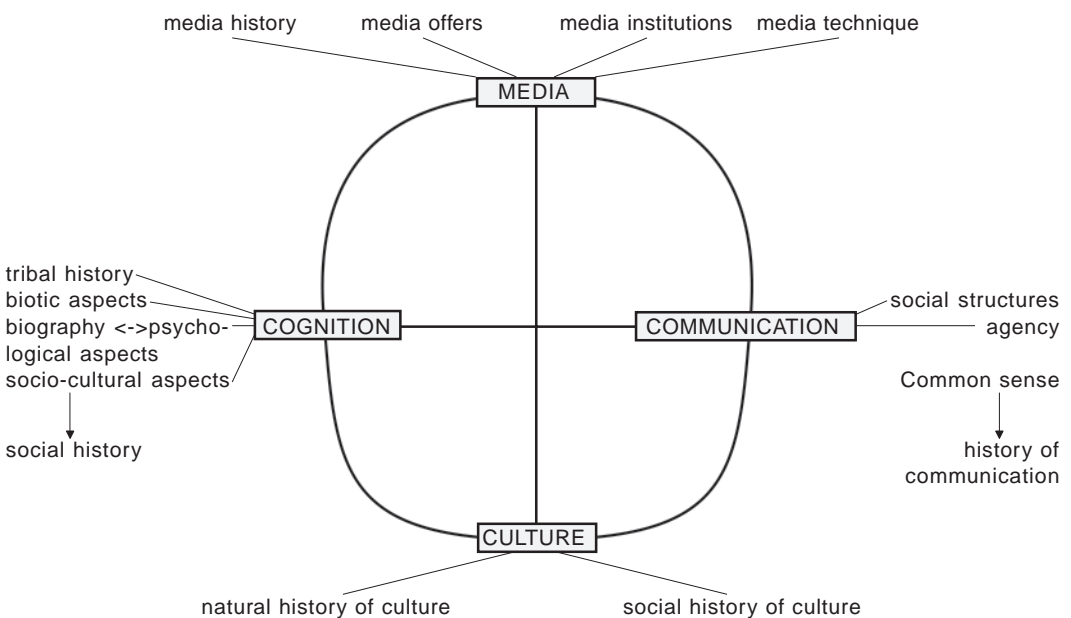 media history media offers media institutions media technique
MEDIA
tribal history
biotic aspects
biography <->psycho-
logical aspects
socio-cultural aspects
social history
COGNITION
COMMUNICATION
social structures
agency
Common sense
history of
communication
CULTURE
natural history of culture social history of culture